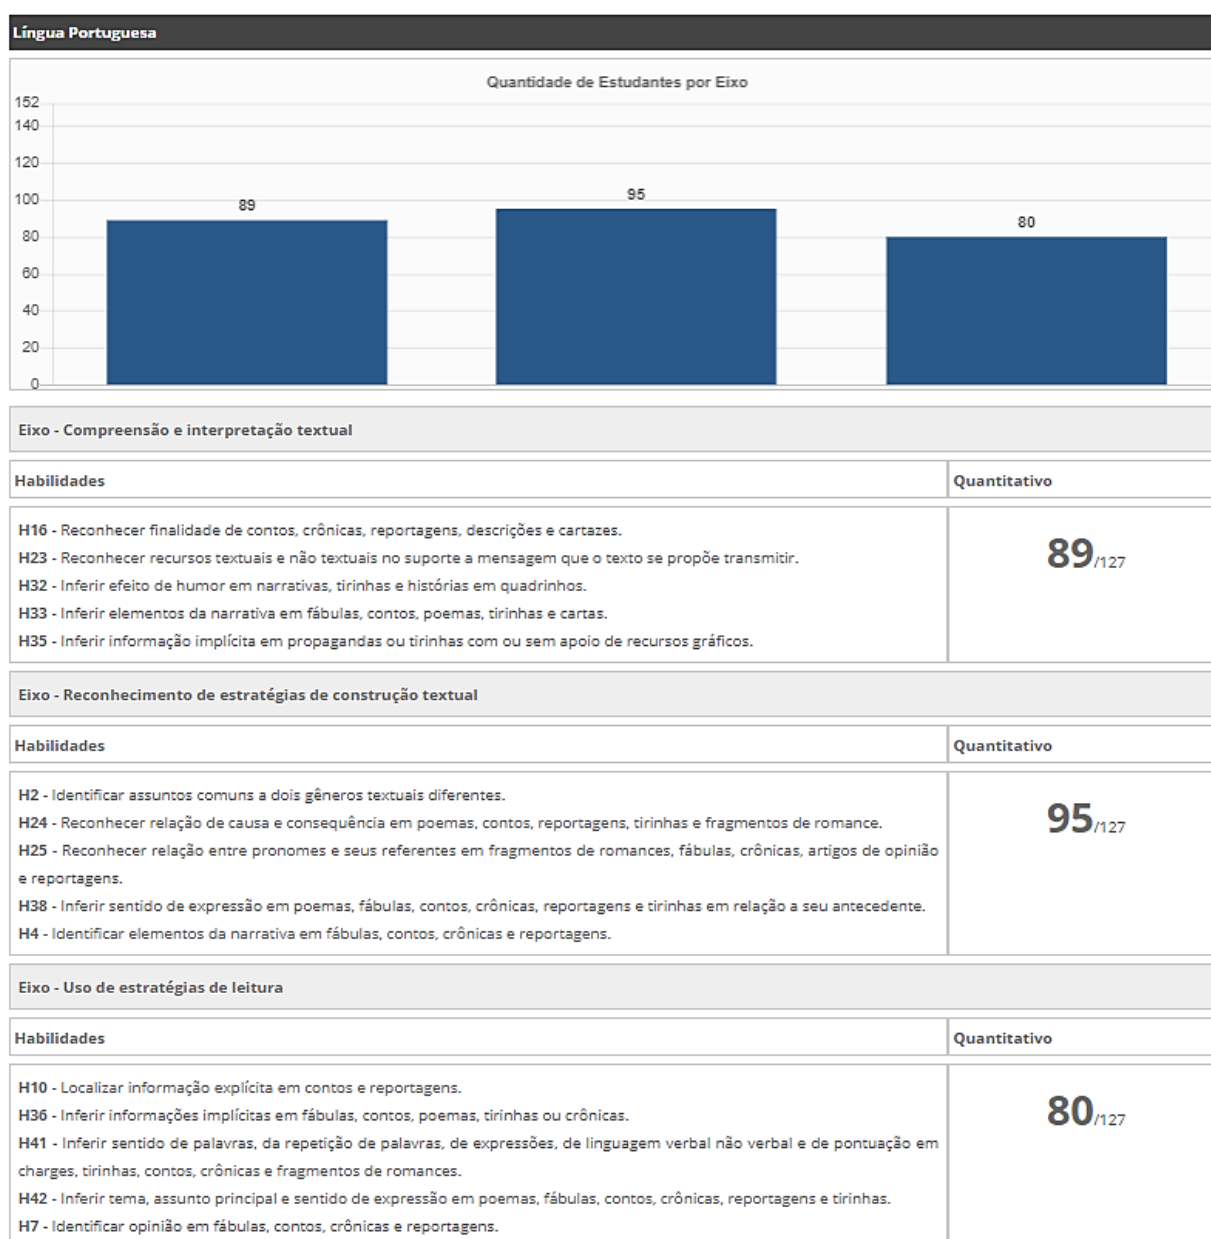 Língua Portuguesa
Quantidade de Estudantes por Eixo
152
140
120
100
80
60
40
20
0
89
95
80
Eixo - Compreensão e interpretação textual
Habilidades Quantitativo
H16 - Reconhecer finalidade de contos, crônicas, reportagens, descrições e cartazes.
H23 - Reconhecer recursos textuais e não textuais no suporte a mensagem que o texto se propõe transmitir.
H32 - Inferir efeito de humor em narrativas, tirinhas e histórias em quadrinhos.
H33 - Inferir elementos da narrativa em fábulas, contos, poemas, tirinhas e cartas.
H35 - Inferir informação implícita em propagandas ou tirinhas com ou sem apoio de recursos gráficos.
89/127
Eixo - Reconhecimento de estratégias de construção textual
Habilidades Quantitativo
H2 - Identificar assuntos comuns a dois gêneros textuais diferentes.
H24 - Reconhecer relação de causa e consequência em poemas, contos, reportagens, tirinhas e fragmentos de romance.
H25 - Reconhecer relação entre pronomes e seus referentes em fragmentos de romances, fábulas, crônicas, artigos de opinião
e reportagens.
H38 - Inferir sentido de expressão em poemas, fábulas, contos, crônicas, reportagens e tirinhas em relação a seu antecedente.
H4 - Identificar elementos da narrativa em fábulas, contos, crônicas e reportagens.
95/127
Eixo - Uso de estratégias de leitura
Habilidades Quantitativo
H10 - Localizar informação explícita em contos e reportagens.
H36 - Inferir informações implícitas em fábulas, contos, poemas, tirinhas ou crônicas.
H41 - Inferir sentido de palavras, da repetição de palavras, de expressões, de linguagem verbal não verbal e de pontuação em
charges, tirinhas, contos, crônicas e fragmentos de romances.
H42 - Inferir tema, assunto principal e sentido de expressão em poemas, fábulas, contos, crônicas, reportagens e tirinhas.
H7 - Identificar opinião em fábulas, contos, crônicas e reportagens.
80/127